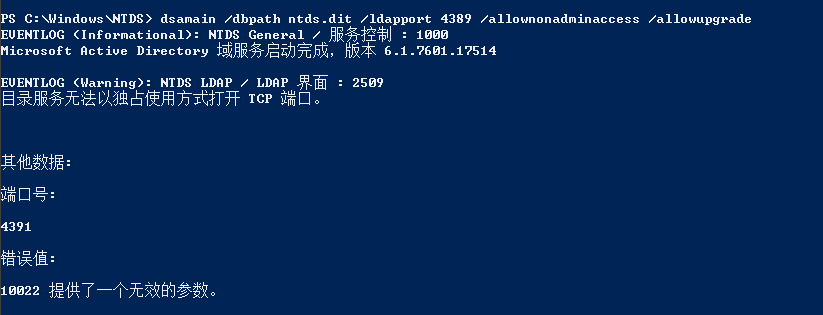 PS C:\Windows\NTDS> dsamain /dbpath ntds.dit /ldapport 4389 /allownonadminaccess /allowupgrade
EVENTLOG (Informational): NTDS General / 服务控制 : 1000
Microsoft Active Directory 域服务启动完成，版本 6.1.7601.17514
EVENTLOG (Warning): NTDS LDAP / LDAP 界面 : 2509
目录服务无法以独占使用方式打开 TCP 端口。
其他数据:
端口号:
4391
错误值:
10022 提供了一个无效的参数。